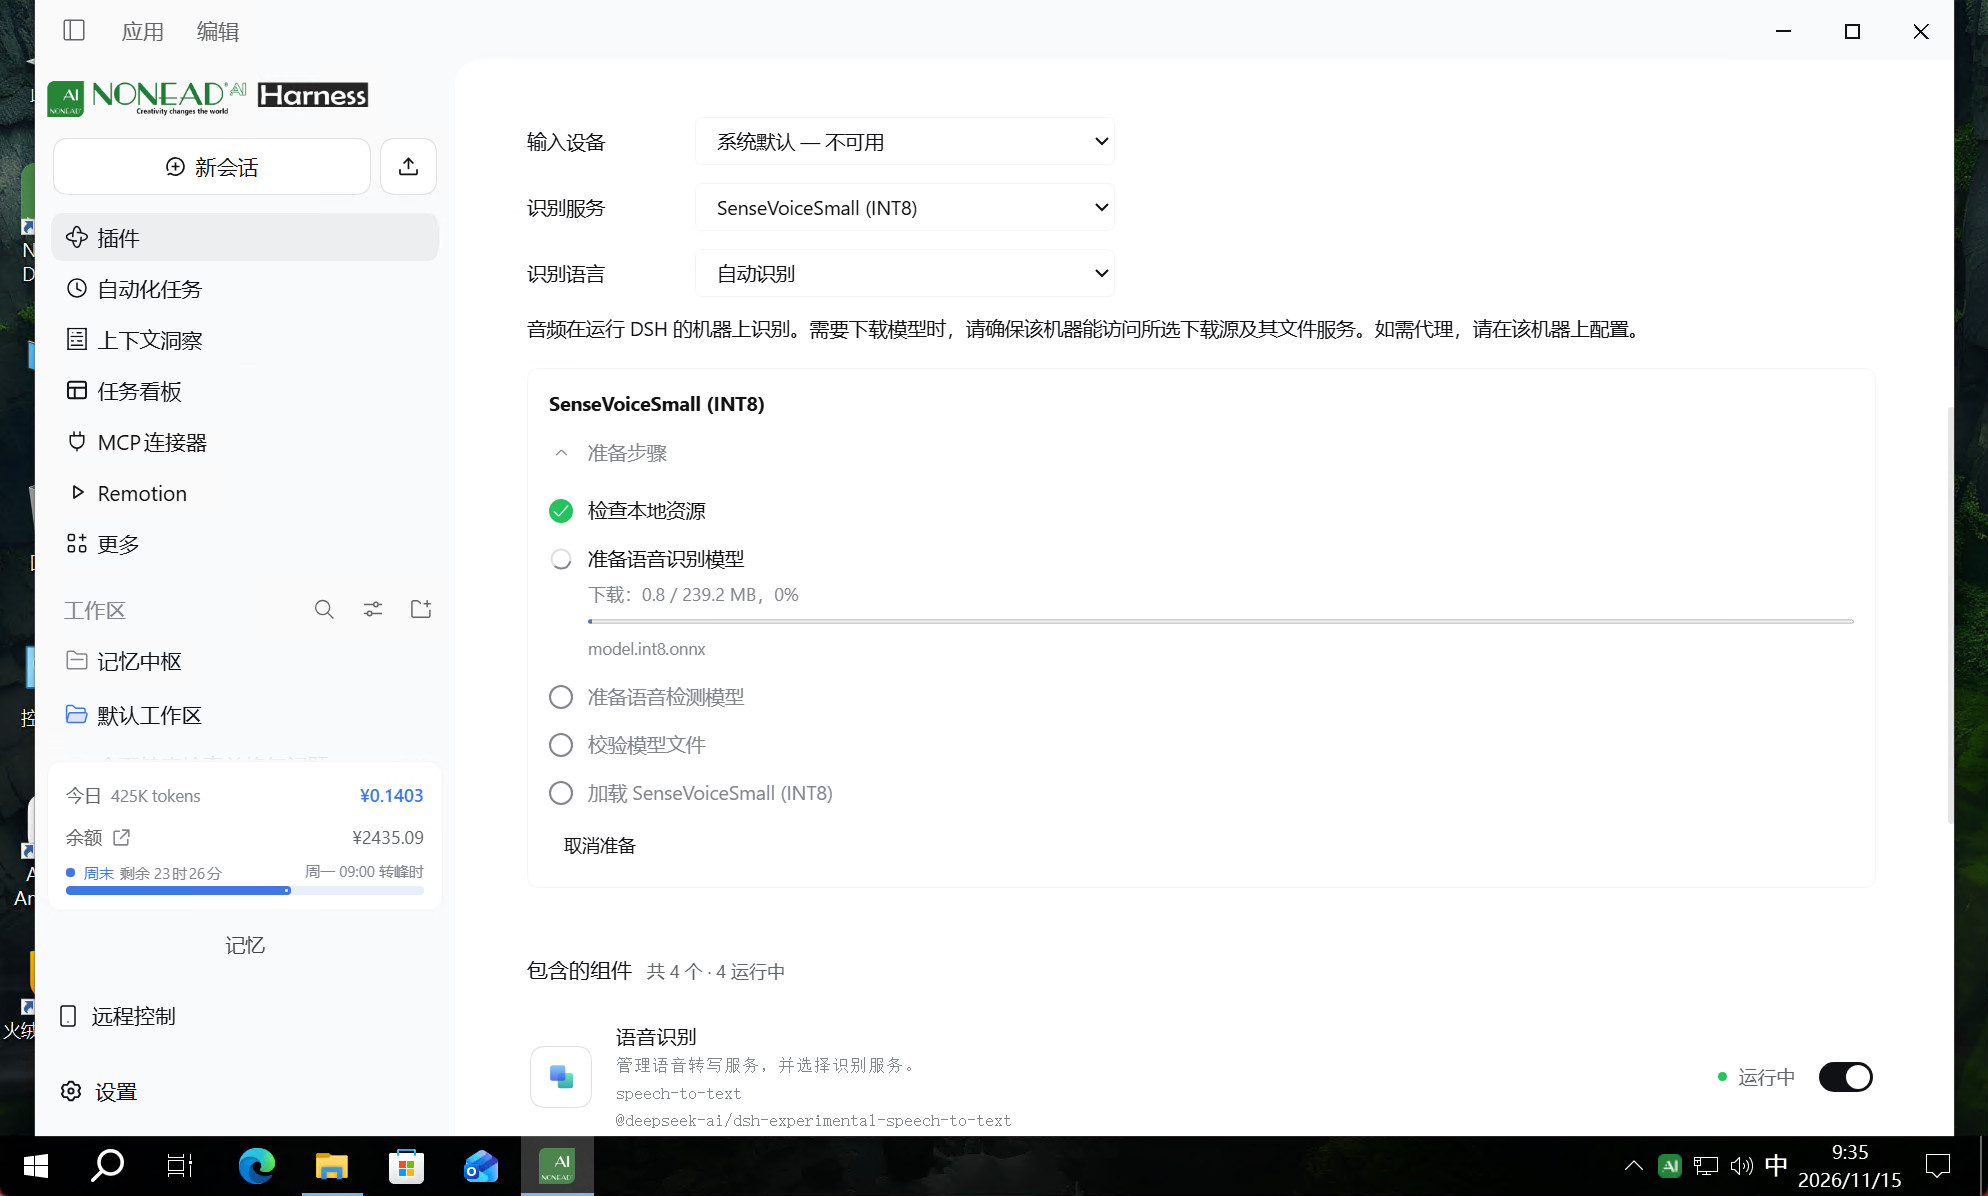 应用 编辑
AI NONEAD NONEAD® AI Harness
Creativity changes the world
新会话
插件
自动化任务
上下文洞察
任务看板
MCP连接器
Remotion
更多
工作区
记忆中枢
默认工作区
今日 425K tokens ¥0.1403
余额 ¥2435.09
周末 剩余23时26分 周一 09:00 转峰时
记忆
远程控制
设置
输入设备 系统默认 — 不可用
识别服务 SenseVoiceSmall (INT8)
识别语言 自动识别
音频在运行 DSH 的机器上识别。需要下载模型时，请确保该机器能访问所选下载源及其文件服务。如需代理，请在该机器上配置。
SenseVoiceSmall (INT8)
准备步骤
检查本地资源
准备语音识别模型
下载：0.8 / 239.2 MB，0%
model.int8.onnx
准备语音检测模型
校验模型文件
加载 SenseVoiceSmall (INT8)
取消准备
包含的组件 共 4 个 · 4 运行中
语音识别
管理语音转写服务，并选择识别服务。
speech-to-text
@deepseek-ai/dsh-experimental-speech-to-text
运行中
N
D
控
A
An
火绒
AI NONEAD
AI
中
9:35
2026/11/15